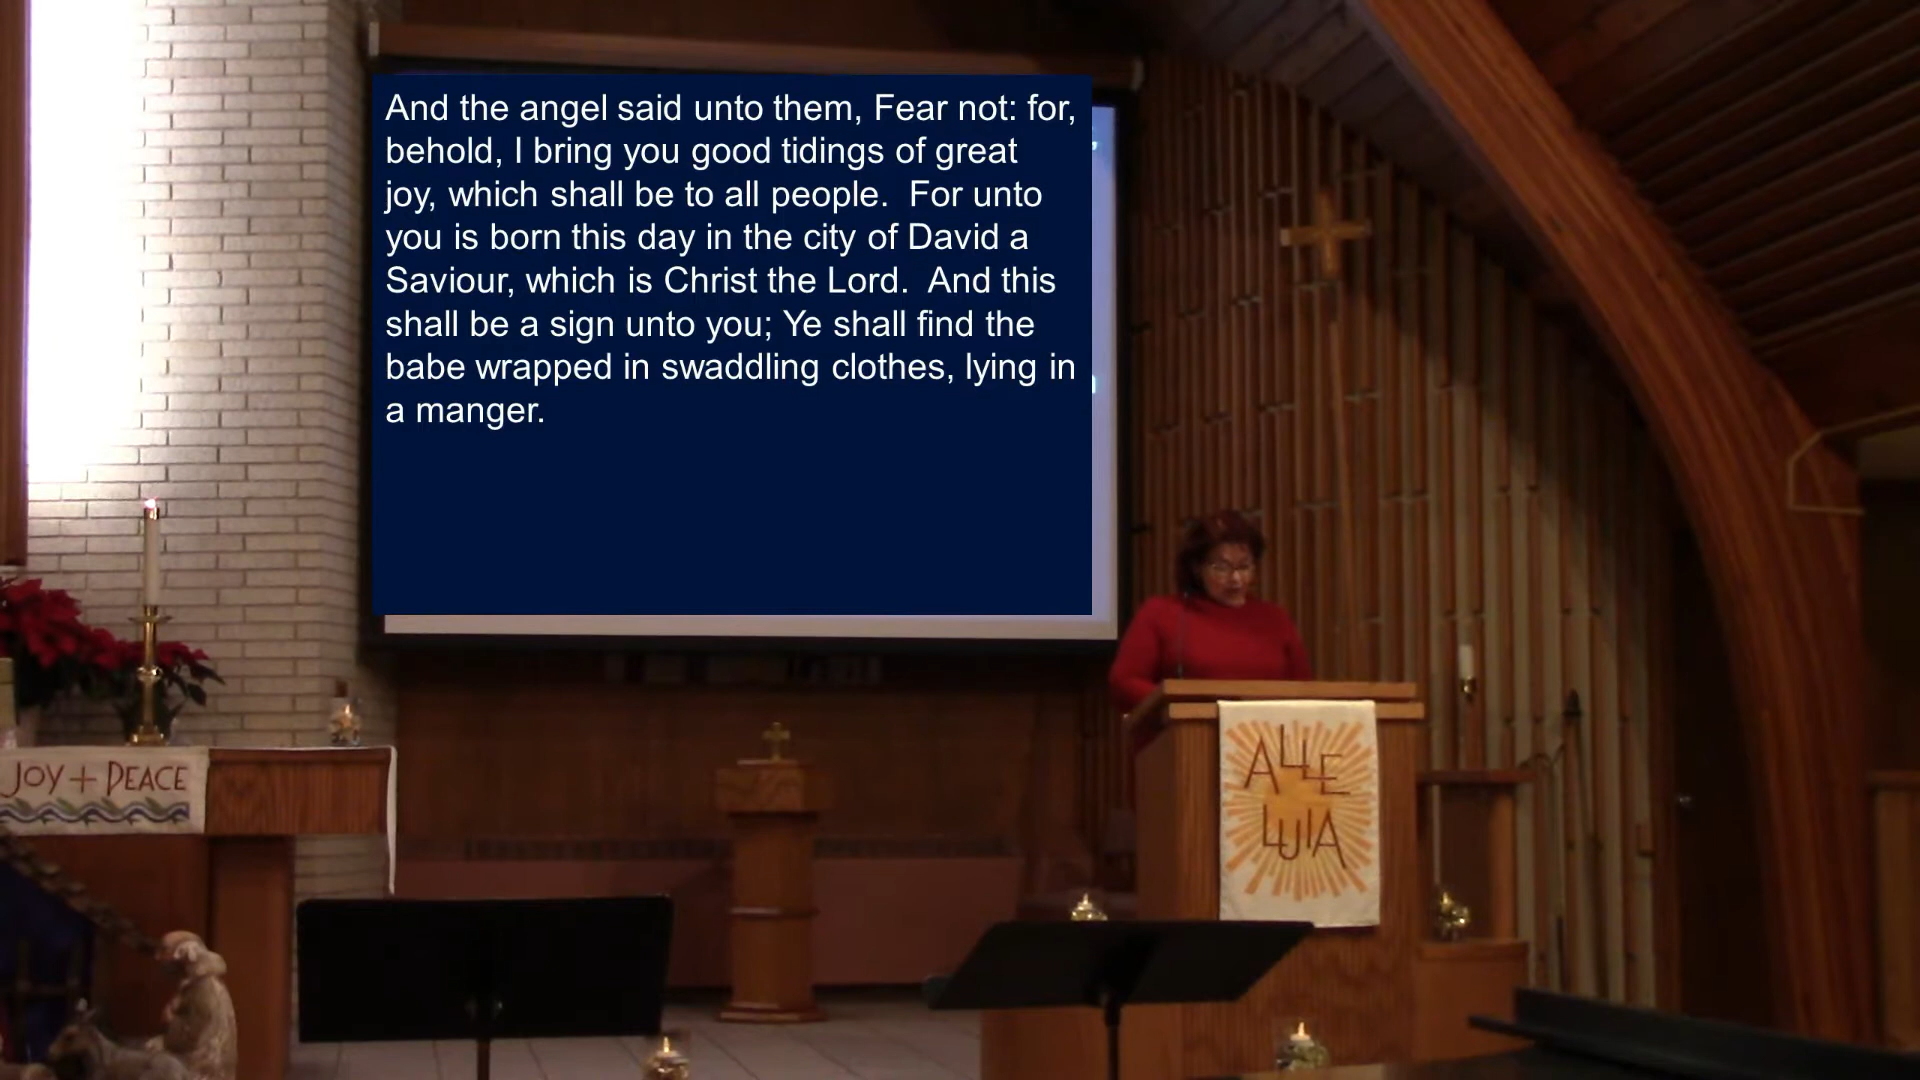 And the angel said unto them, Fear not: for,
behold, I bring you good tidings of great
joy, which shall be to all people.  For unto
you is born this day in the city of David a
Saviour, which is Christ the Lord.  And this
shall be a sign unto you; Ye shall find the
babe wrapped in swaddling clothes, lying in
a manger.
JOY + PEACE
ALLE
LUIA